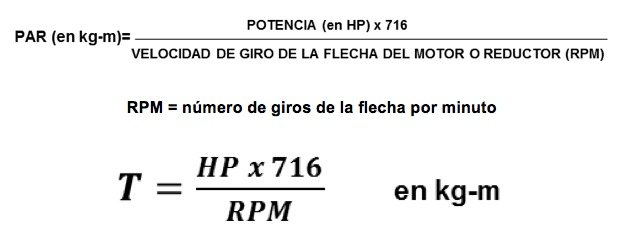 PAR (en kg-m)= POTENCIA (en HP) x 716
VELOCIDAD DE GIRO DE LA FLECHA DEL MOTOR O REDUCTOR (RPM)
RPM = número de giros de la flecha por minuto
T = HP x 716 en kg-m
RPM